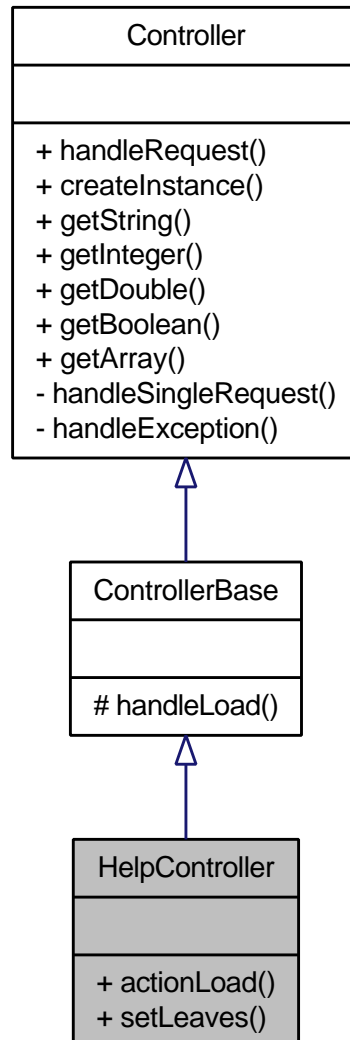 Controller
+ handleRequest()
+ createInstance()
+ getString()
+ getInteger()
+ getDouble()
+ getBoolean()
+ getArray()
- handleSingleRequest()
- handleException()
ControllerBase
# handleLoad()
HelpController
+ actionLoad()
+ setLeaves()